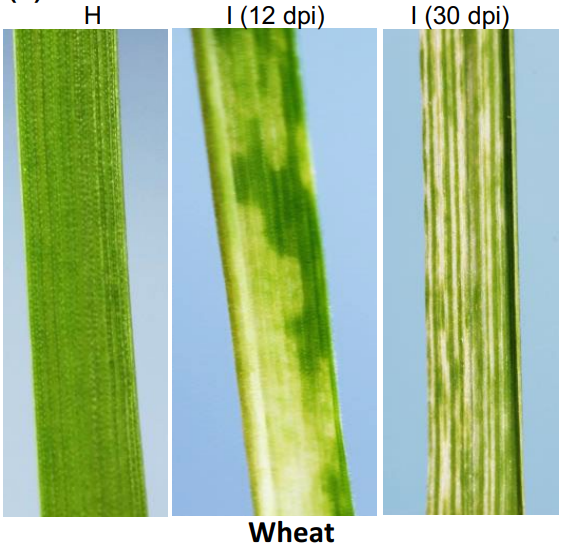 H I (12 dpi) I (30 dpi)
Wheat